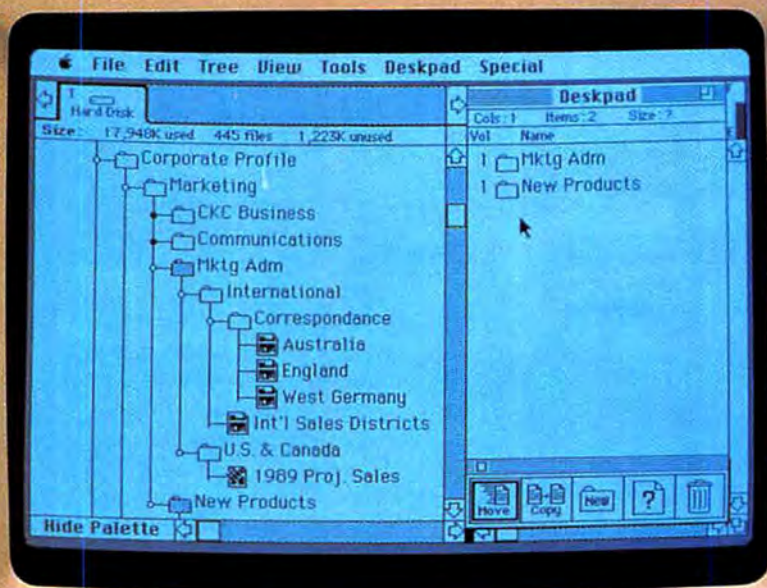 File Edit Tree View Tools Deskpad Special
1
Hard Disk
Size: 17,948K used 445 files 1,223K unused
Corporate Profile
Marketing
CKC Business
Communications
Mktg Adm
International
Correspondance
Australia
England
West Germany
Int'l Sales Districts
U.S. & Canada
1989 Proj. Sales
New Products
Hide Palette
Deskpad
Cols: 1 Items: 2 Size: ?
Vol Name
1 Mktg Adm
1 New Products
Move Copy New ?